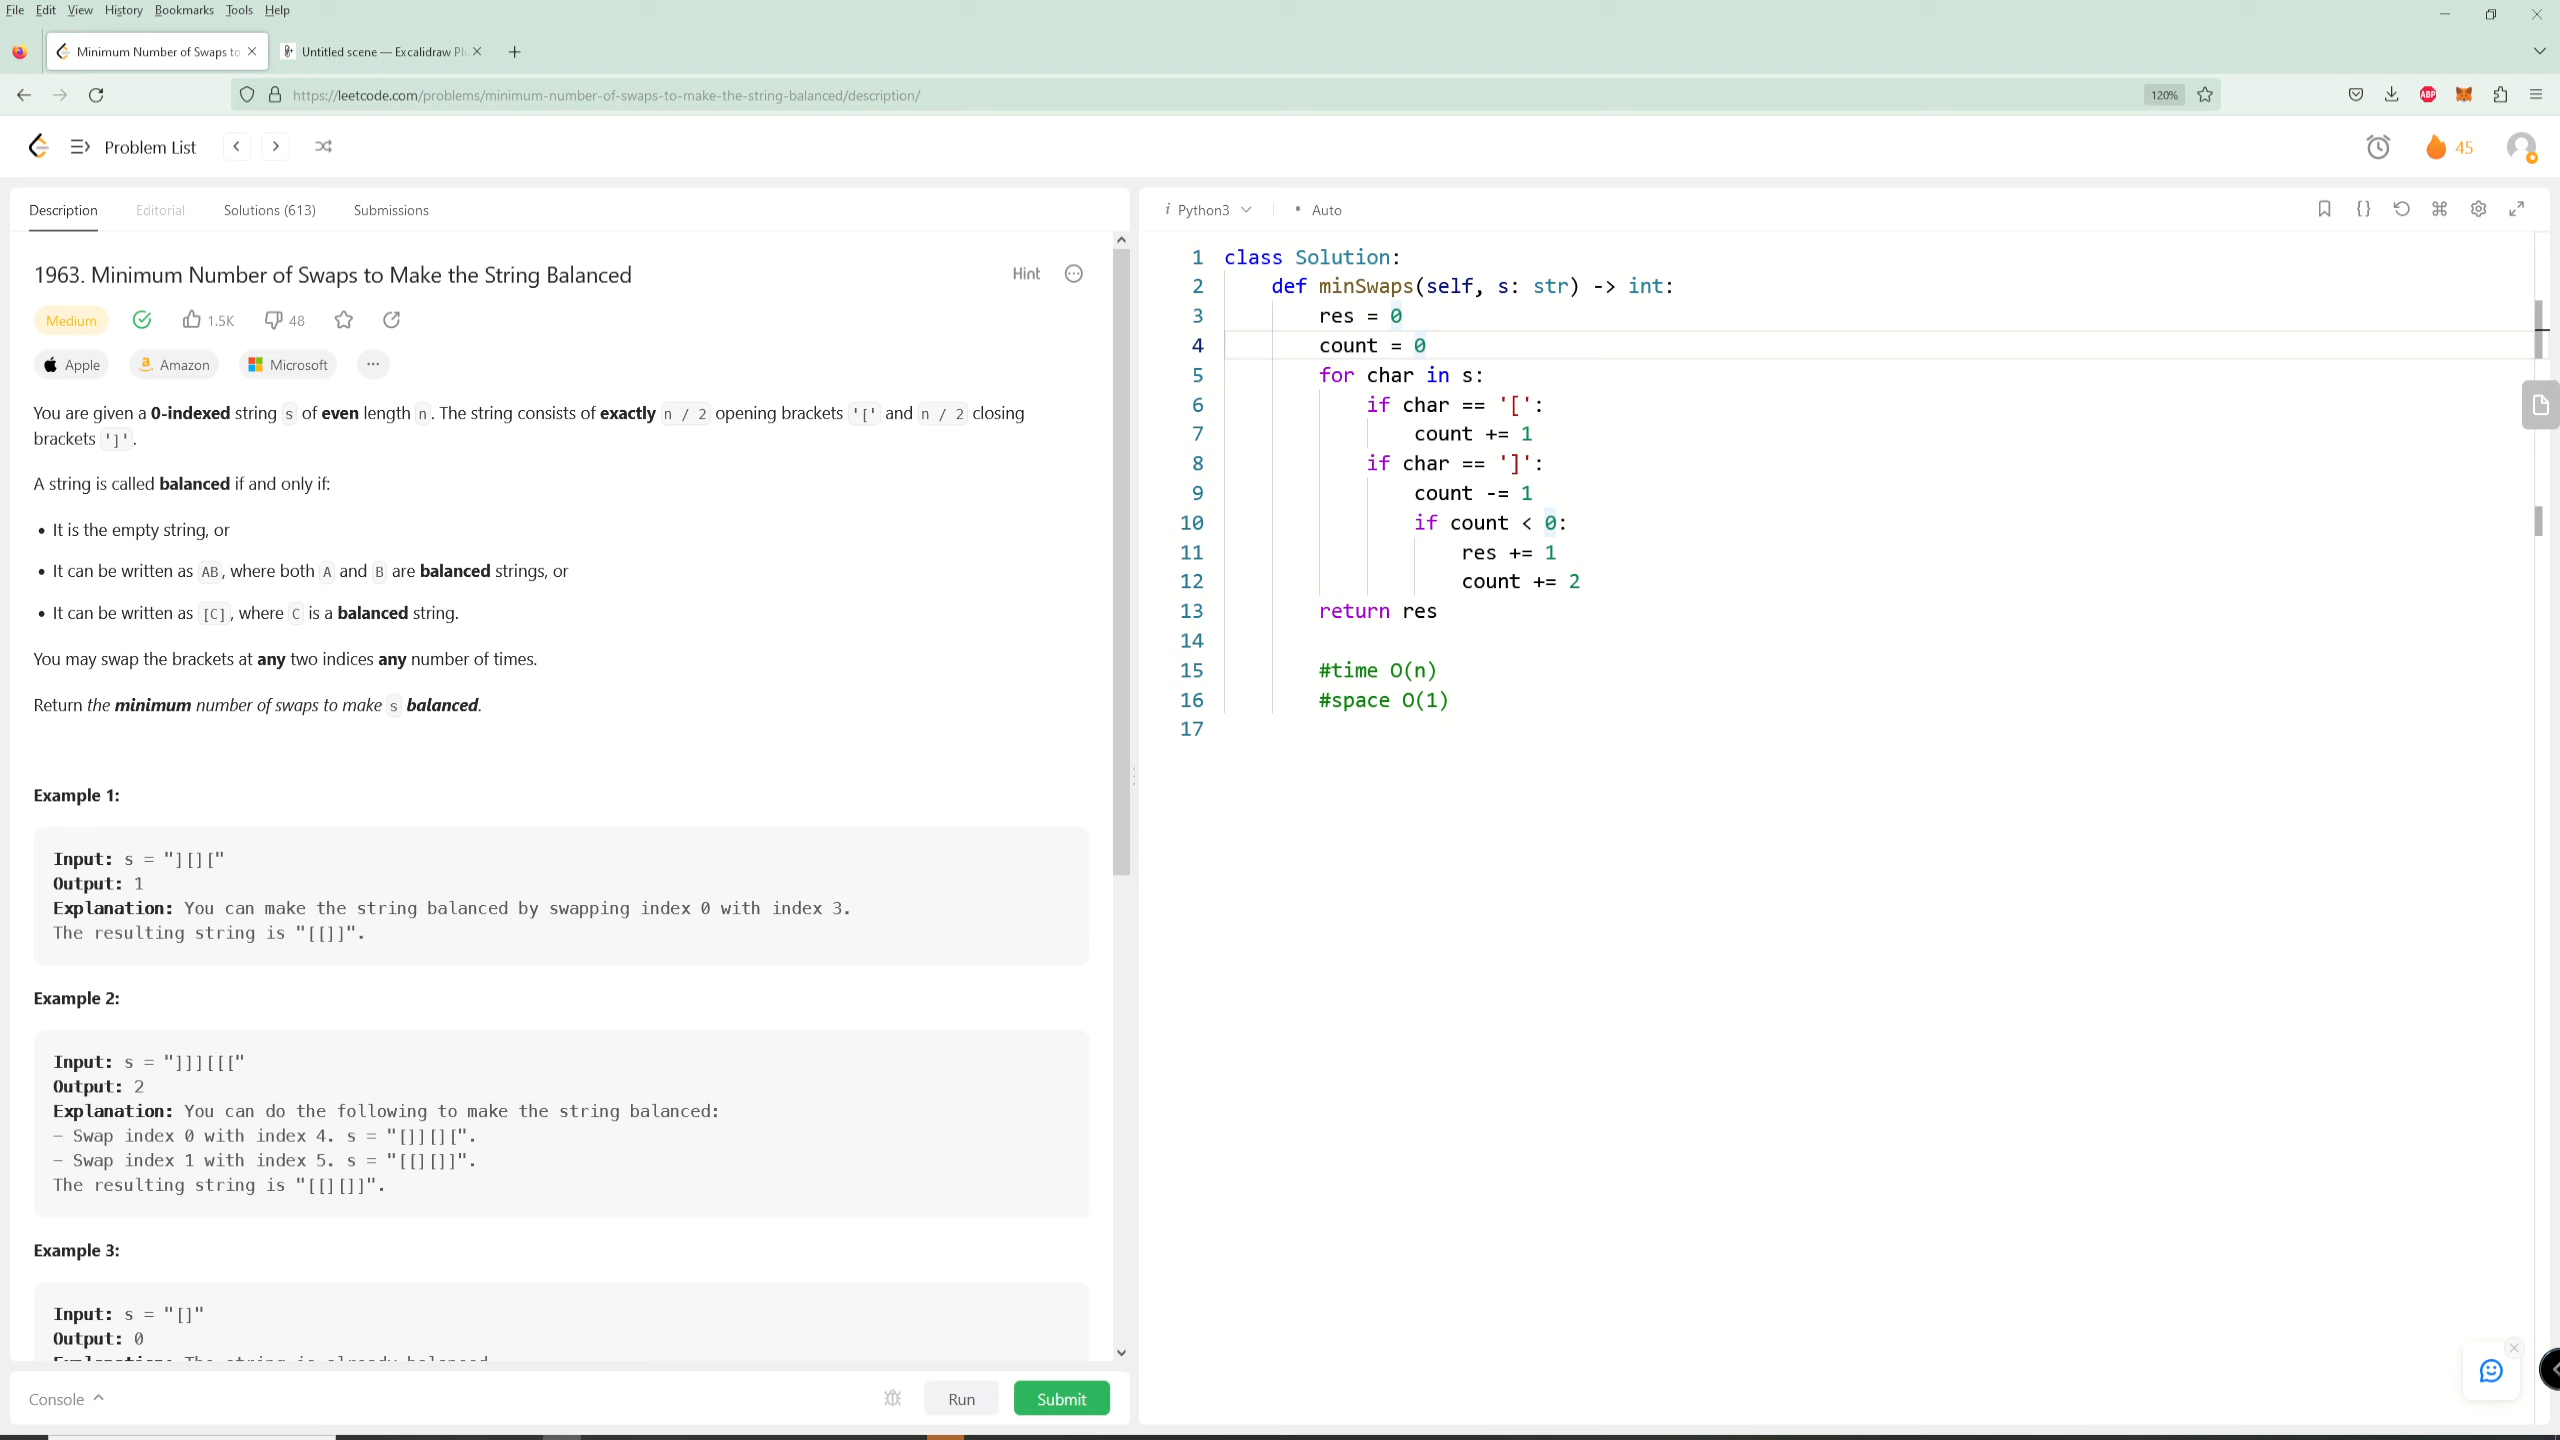 File Edit View History Bookmarks Tools Help
Minimum Number of Swaps to
Untitled scene — Excalidraw Pl
https://leetcode.com/problems/minimum-number-of-swaps-to-make-the-string-balanced/description/
120%
ABP
Problem List
45
Description Editorial Solutions (613) Submissions
1963. Minimum Number of Swaps to Make the String Balanced
Hint
Medium 1.5K 48
Apple Amazon Microsoft ...
You are given a 0-indexed string s of even length n. The string consists of exactly n / 2 opening brackets '[' and n / 2 closing
brackets ']'.
A string is called balanced if and only if:
• It is the empty string, or
• It can be written as AB, where both A and B are balanced strings, or
• It can be written as [C], where C is a balanced string.
You may swap the brackets at any two indices any number of times.
Return the minimum number of swaps to make s balanced.
Example 1:
Input: s = "][]["
Output: 1
Explanation: You can make the string balanced by swapping index 0 with index 3.
The resulting string is "[[]]".
Example 2:
Input: s = "]]][[["
Output: 2
Explanation: You can do the following to make the string balanced:
- Swap index 0 with index 4. s = "[]][][".
- Swap index 1 with index 5. s = "[[][]]".
The resulting string is "[[][]]".
Example 3:
Input: s = "[]"
Output: 0
Explanation: The string is already balanced.
Console Run Submit
i Python3 • Auto
1 class Solution:
2 def minSwaps(self, s: str) -> int:
3 res = 0
4 count = 0
5 for char in s:
6 if char == '[':
7 count += 1
8 if char == ']':
9 count -= 1
10 if count < 0:
11 res += 1
12 count += 2
13 return res
14
15 #time O(n)
16 #space O(1)
17